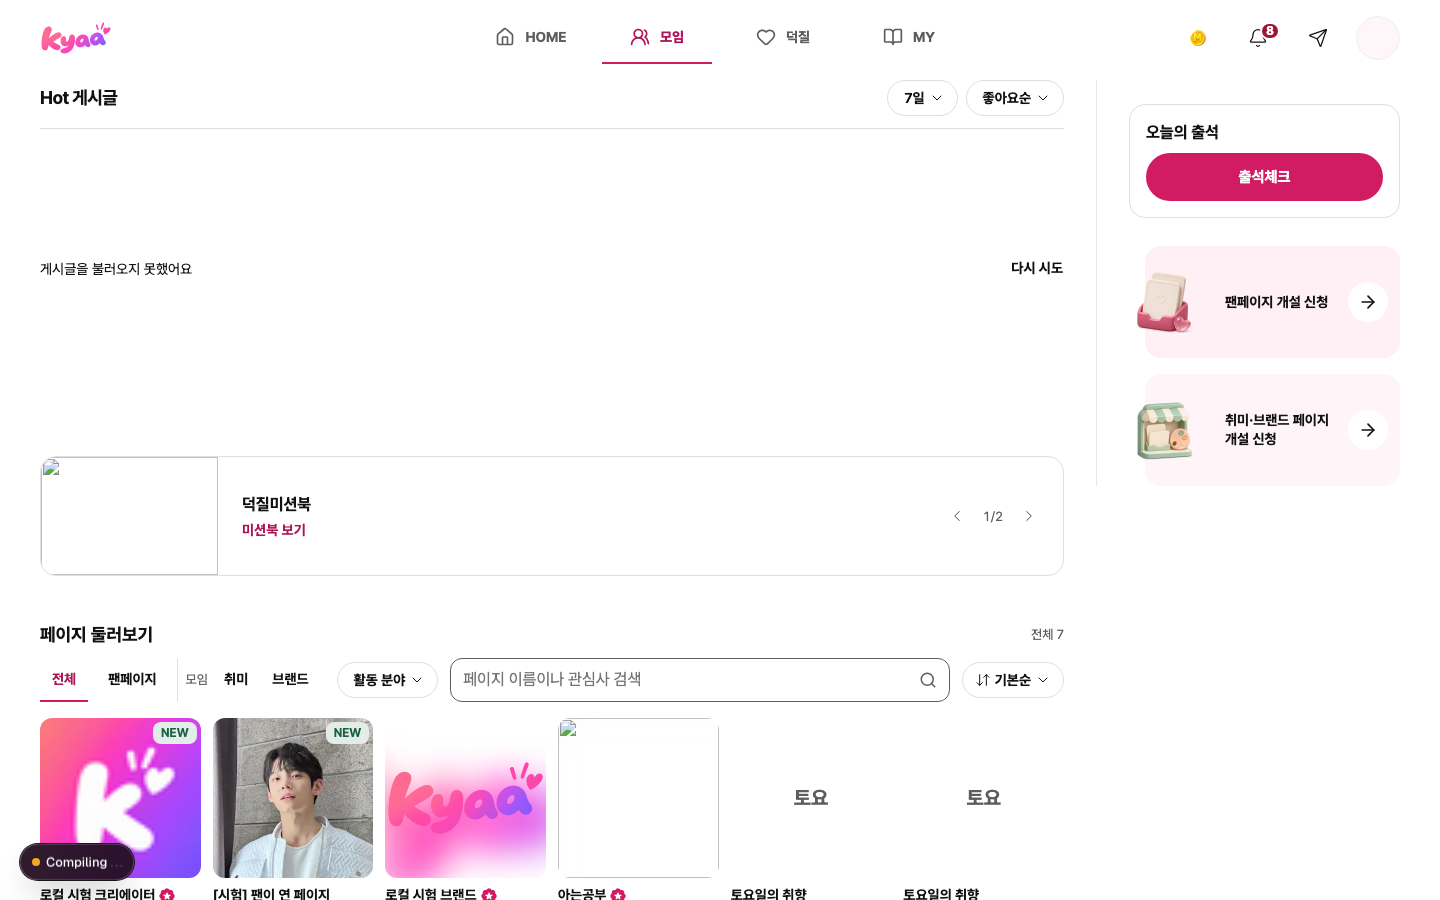 kyaa
HOME
모임
덕질
MY
8
Hot 게시글
7일
좋아요순
오늘의 출석
출석체크
게시글을 불러오지 못했어요
다시 시도
팬페이지 개설 신청
취미·브랜드 페이지
개설 신청
덕질미션북
미션북 보기
1/2
페이지 둘러보기
전체 7
전체
팬페이지
모임
취미
브랜드
활동 분야
페이지 이름이나 관심사 검색
기본순
NEW
NEW
kyaa
토요
토요
Compiling ...
로컬 시험 크리에이터
[시험] 팬이 연 페이지
로컬 시험 브랜드
아는공부
토요일의 취향
토요일의 취향